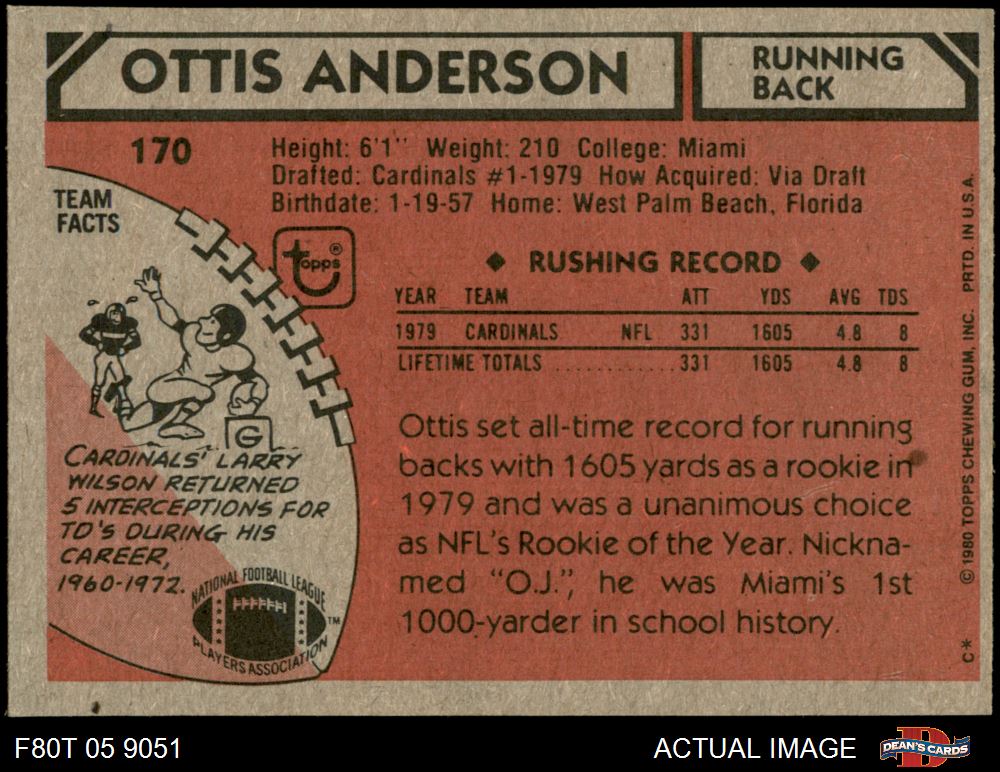 OTTIS ANDERSON
RUNNING
BACK
170
Height: 6'1" Weight: 210 College: Miami
Drafted: Cardinals #1-1979 How Acquired: Via Draft
Birthdate: 1-19-57 Home: West Palm Beach, Florida
TEAM
FACTS
Topps ®
◆ RUSHING RECORD ◆
YEAR TEAM ATT YDS AVG TDS
1979 CARDINALS NFL 331 1605 4.8 8
LIFETIME TOTALS ............ 331 1605 4.8 8
G
CARDINALS' LARRY
WILSON RETURNED
5 INTERCEPTIONS FOR
TD'S DURING HIS
CAREER,
1960-1972.
NATIONAL FOOTBALL LEAGUE
PLAYERS ASSOCIATION
TM
Ottis set all-time record for running
backs with 1605 yards as a rookie in
1979 and was a unanimous choice
as NFL's Rookie of the Year. Nickna-
med "O.J.", he was Miami's 1st
1000-yarder in school history.
C* © 1980 TOPPS CHEWING GUM, INC. PRTD. IN U.S.A.
F80T 05 9051
ACTUAL IMAGE
D
DEAN'S CARDS